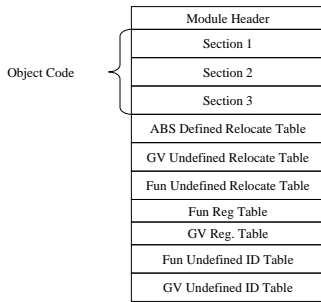 Module Header
Section 1
Object Code
Section 2
Section 3
ABS Defined Relocate Table
GV Undefined Relocate Table
Fun Undefined Relocate Table
Fun Reg Table
GV Reg. Table
Fun Undefined ID Table
GV Undefined ID Table